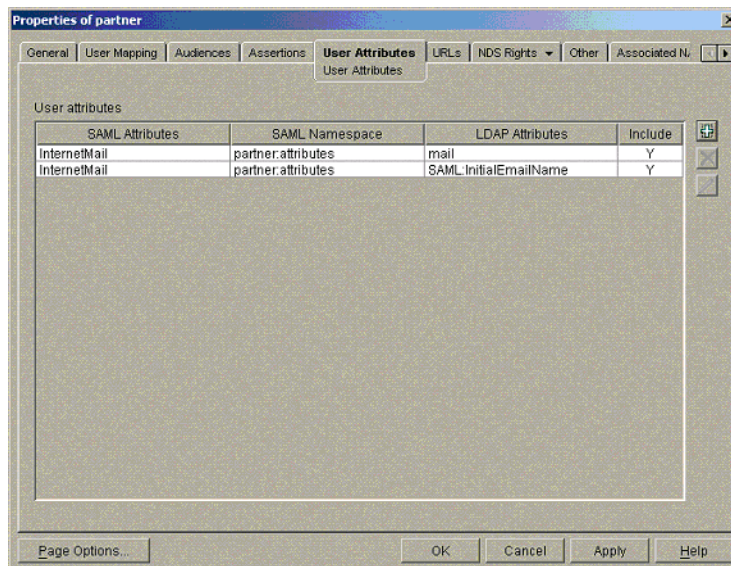 Properties of partner
General User Mapping Audiences Assertions User Attributes URLs NDS Rights Other Associated N
User Attributes
User attributes
SAML Attributes SAML Namespace LDAP Attributes Include
InternetMail partner:attributes mail Y
InternetMail partner:attributes SAML:InitialEmailName Y
Page Options... OK Cancel Apply Help